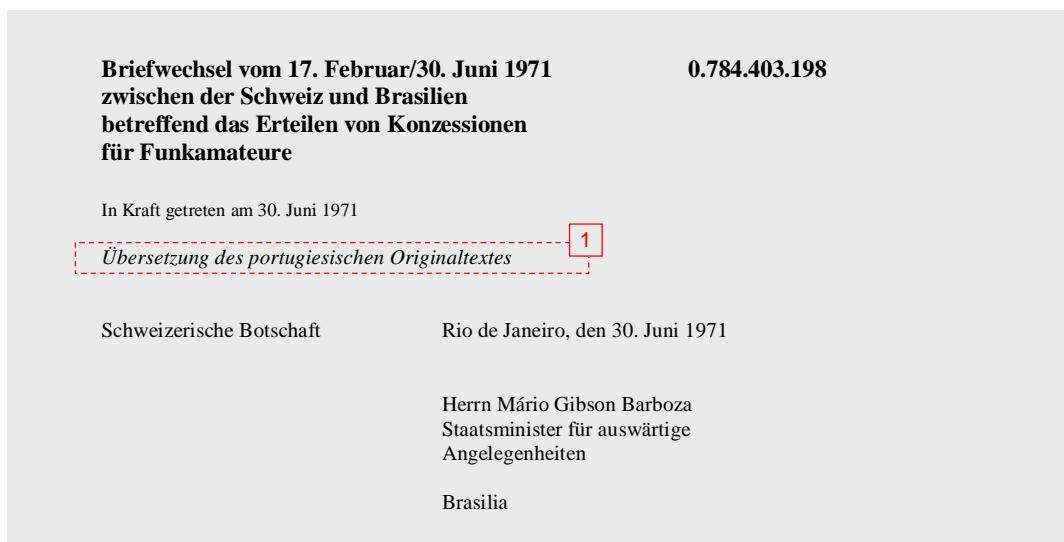 Briefwechsel vom 17. Februar/30. Juni 1971 0.784.403.198
zwischen der Schweiz und Brasilien
betreffend das Erteilen von Konzessionen
für Funkamateure
In Kraft getreten am 30. Juni 1971
1
Übersetzung des portugiesischen Originaltextes
Schweizerische Botschaft Rio de Janeiro, den 30. Juni 1971
Herrn Mário Gibson Barboza
Staatsminister für auswärtige
Angelegenheiten
Brasilia